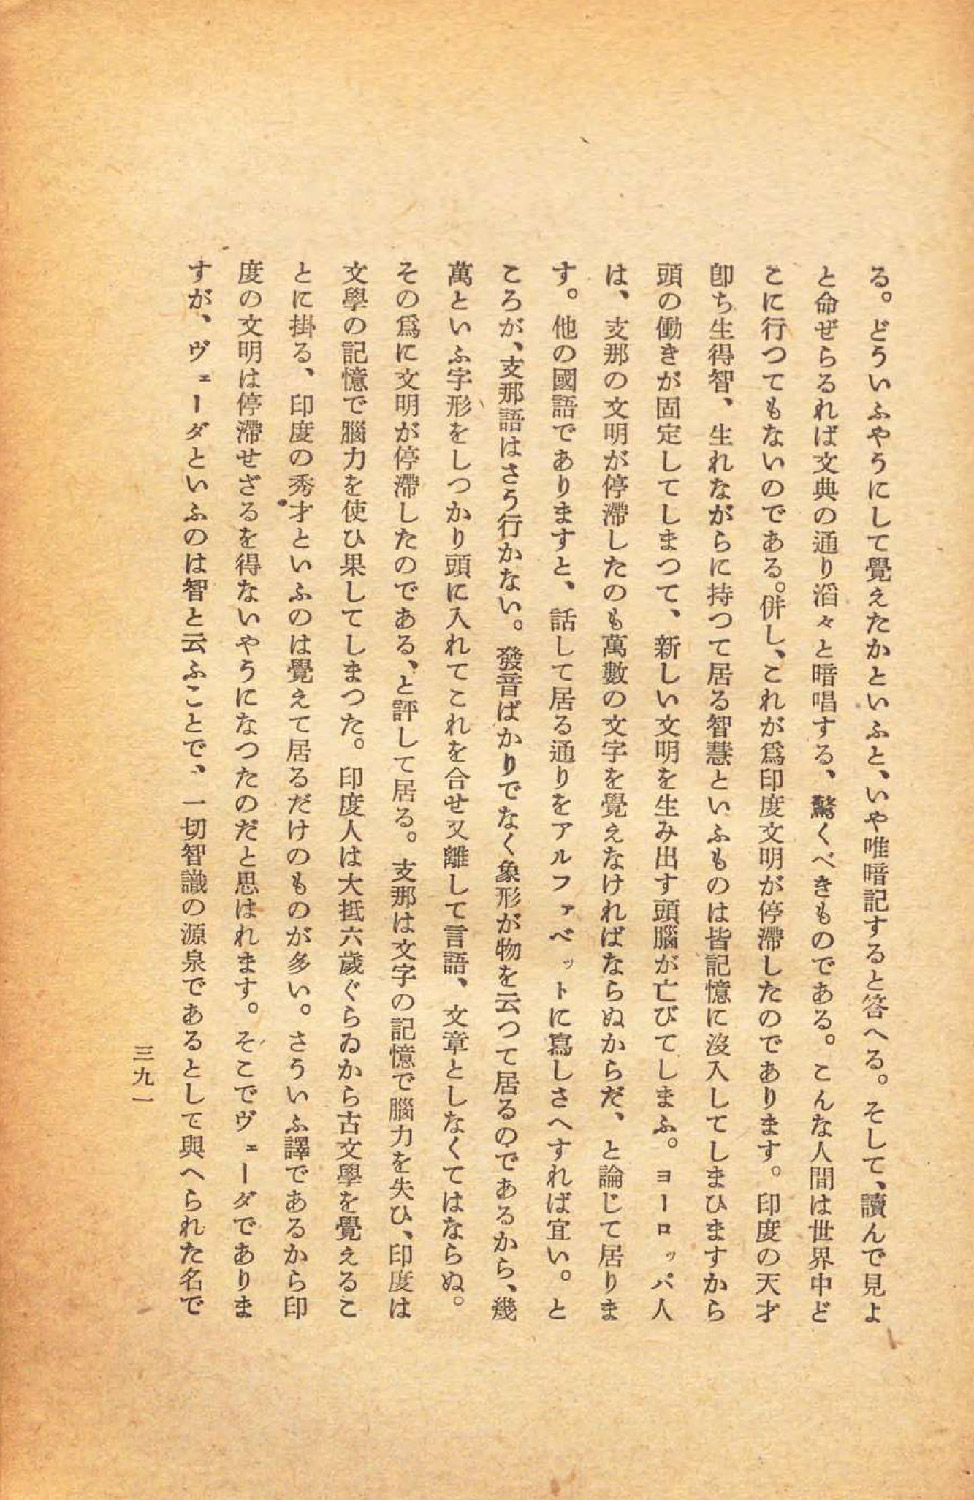 る。どういふやうにして覺えたかといふと、いや唯暗記すると答へる。そして、讀んで見よ
と命ぜらるれば文典の通り滔々と暗唱する、驚くべきものである。こんな人間は世界中ど
こに行つてもないのである。併し、これが爲印度文明が停滯したのであります。印度の天才
卽ち生得智、生れながらに持つて居る智慧といふものは皆記憶に沒入してしまひますから
頭の働きが固定してしまつて、新しい文明を生み出す頭腦が亡びてしまふ。ヨーロッパ人
は、支那の文明が停滯したのも萬數の文字を覺えなければならぬからだ、と論じて居りま
す。他の國語でありますと、話して居る通りをアルファベットに寫しさへすれば宜い。と
ころが、支那語はさう行かない。發音ばかりでなく象形が物を云つて居るのであるから、幾
萬といふ字形をしつかり頭に入れてこれを合せ又離して言語、文章としなくてはならぬ。
その爲に文明が停滯したのである、と評して居る。支那は文字の記憶で腦力を失ひ、印度は
文學の記憶で腦力を使ひ果してしまつた。印度人は大抵六歲ぐらゐから古文學を覺えるこ
とに掛る、印度の秀才といふのは覺えて居るだけのものが多い。さういふ譯であるから印
度の文明は停滯せざるを得ないやうになつたのだと思はれます。そこでヴェーダでありま
すが、ヴェーダといふのは智と云ふことで、一切智識の源泉であるとして與へられた名で
三九一